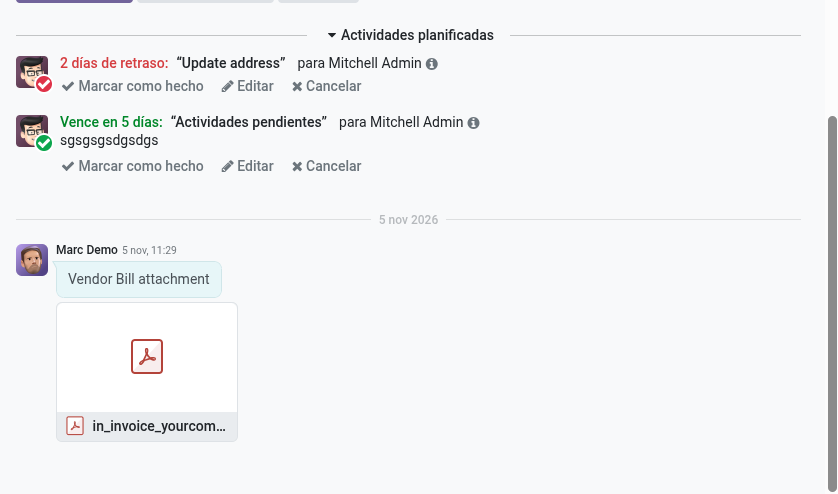 Actividades planificadas
2 días de retraso: “Update address” para Mitchell Admin
Marcar como hecho Editar Cancelar
Vence en 5 días: “Actividades pendientes” para Mitchell Admin
sgsgsgsdgsdgs
Marcar como hecho Editar Cancelar
5 nov 2026
Marc Demo 5 nov, 11:29
Vendor Bill attachment
in_invoice_yourcom...